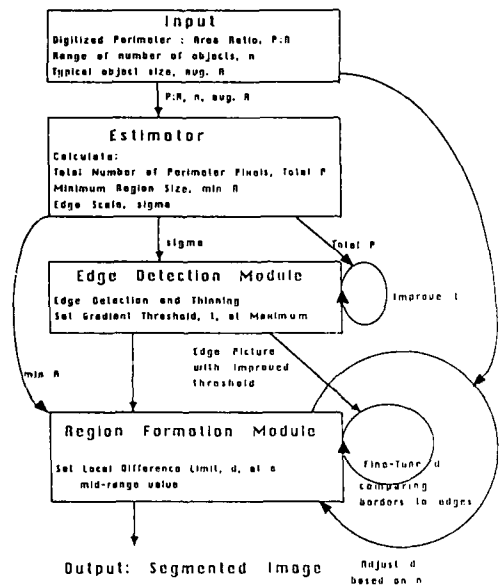 Input
Digitized Perimeter : Area Ratio, P:A
Range of number of objects, n
Typical object size, avg. A
P:A, n, avg. A
Estimator
Calculate:
Total Number of Perimeter Pixels, Total P
Minimum Region Size, min A
Edge Scale, sigma
sigma
Total P
Edge Detection Module
Edge Detection and Thinning
Set Gradient Threshold, t, at Maximum
Improve t
min A
Edge Picture
with improved
threshold
Region Formation Module
Set Local Difference Limit, d, at a
mid-range value
Fine-Tune d
comparing
borders to edges
Output: Segmented Image
Adjust d
based on n